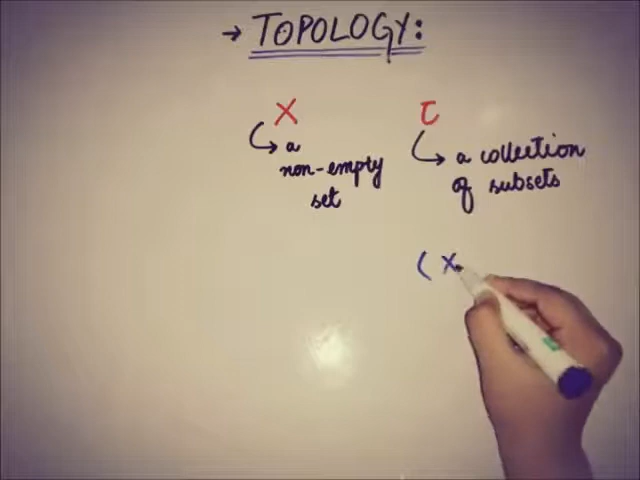 → TOPOLOGY:
X
a
non-empty
set
τ
a collection
of subsets
( X